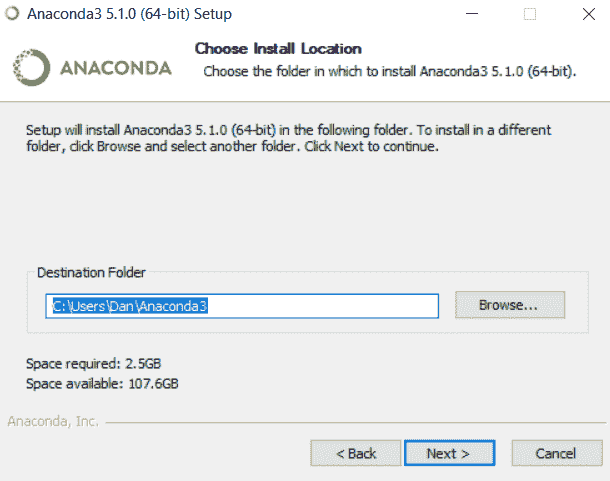 Anaconda3 5.1.0 (64-bit) Setup
ANACONDA
Choose Install Location
Choose the folder in which to install Anaconda3 5.1.0 (64-bit).
Setup will install Anaconda3 5.1.0 (64-bit) in the following folder. To install in a different
folder, click Browse and select another folder. Click Next to continue.
Destination Folder
C:\Users\Dan\Anaconda3
Browse...
Space required: 2.5GB
Space available: 107.6GB
Anaconda, Inc.
< Back
Next >
Cancel